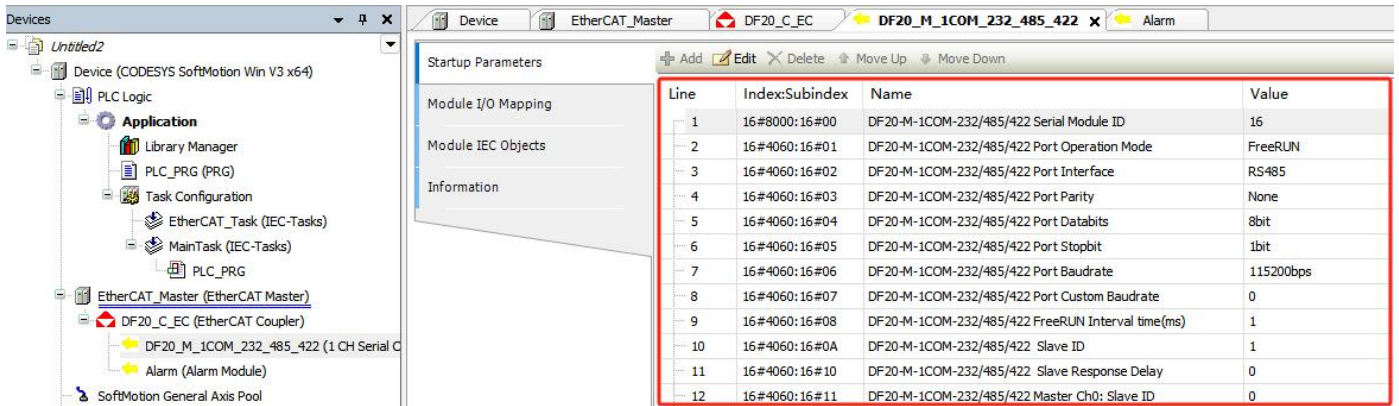 Devices
Untitled2
Device (CODESYS SoftMotion Win V3 x64)
PLC Logic
Application
Library Manager
PLC_PRG (PRG)
Task Configuration
EtherCAT_Task (IEC-Tasks)
MainTask (IEC-Tasks)
PLC_PRG
EtherCAT_Master (EtherCAT Master)
DF20_C_EC (EtherCAT Coupler)
DF20_M_1COM_232_485_422 (1 CH Serial C
Alarm (Alarm Module)
SoftMotion General Axis Pool
Device EtherCAT_Master DF20_C_EC DF20_M_1COM_232_485_422 Alarm
Startup Parameters
Module I/O Mapping
Module IEC Objects
Information
Add Edit Delete Move Up Move Down
Line Index:Subindex Name Value
1 16#8000:16#00 DF20-M-1COM-232/485/422 Serial Module ID 16
2 16#4060:16#01 DF20-M-1COM-232/485/422 Port Operation Mode FreeRUN
3 16#4060:16#02 DF20-M-1COM-232/485/422 Port Interface RS485
4 16#4060:16#03 DF20-M-1COM-232/485/422 Port Parity None
5 16#4060:16#04 DF20-M-1COM-232/485/422 Port Databits 8bit
6 16#4060:16#05 DF20-M-1COM-232/485/422 Port Stopbit 1bit
7 16#4060:16#06 DF20-M-1COM-232/485/422 Port Baudrate 115200bps
8 16#4060:16#07 DF20-M-1COM-232/485/422 Port Custom Baudrate 0
9 16#4060:16#08 DF20-M-1COM-232/485/422 FreeRUN Interval time(ms) 1
10 16#4060:16#0A DF20-M-1COM-232/485/422 Slave ID 1
11 16#4060:16#10 DF20-M-1COM-232/485/422 Slave Response Delay 0
12 16#4060:16#11 DF20-M-1COM-232/485/422 Master Ch0: Slave ID 0